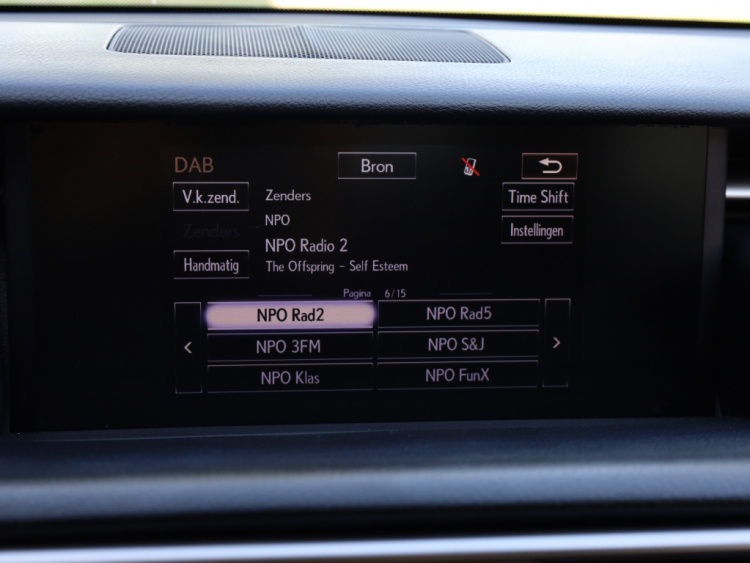 DAB
Bron
V.k.zend.
Zenders
Time Shift
NPO
Zenders
Instellingen
NPO Radio 2
Handmatig
The Offspring - Self Esteem
Pagina 6/15
NPO Rad2
NPO Rad5
<
NPO 3FM
NPO S&J
>
NPO Klas
NPO FunX